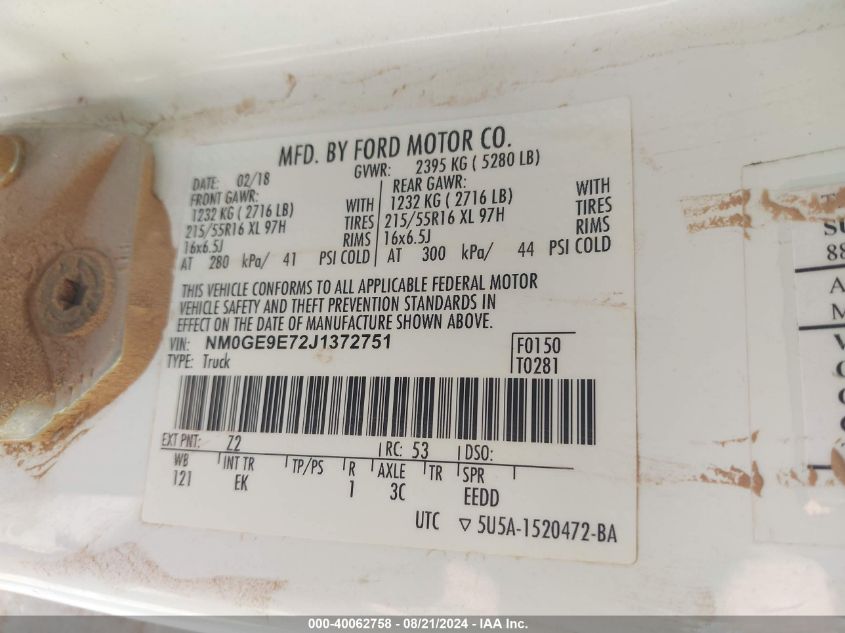 MFD. BY FORD MOTOR CO.
DATE: 02/18 GVWR: 2395 KG ( 5280 LB)
FRONT GAWR: REAR GAWR:
1232 KG ( 2716 LB) WITH 1232 KG ( 2716 LB) WITH
215/55R16 XL 97H TIRES 215/55R16 XL 97H TIRES
16x6.5J RIMS 16x6.5J RIMS
AT 280 kPa/ 41 PSI COLD AT 300 kPa/ 44 PSI COLD
THIS VEHICLE CONFORMS TO ALL APPLICABLE FEDERAL MOTOR
VEHICLE SAFETY AND THEFT PREVENTION STANDARDS IN
EFFECT ON THE DATE OF MANUFACTURE SHOWN ABOVE.
VIN: NM0GE9E72J1372751 F0150
TYPE: Truck T0281
EXT PNT: Z2 RC: 53 DSO:
WB INT TR TP/PS R AXLE TR SPR
121 EK 1 3C EEDD
UTC ▽ 5U5A-1520472-BA
SU
88
A
M
000-40062758 - 08/21/2024 - IAA Inc.